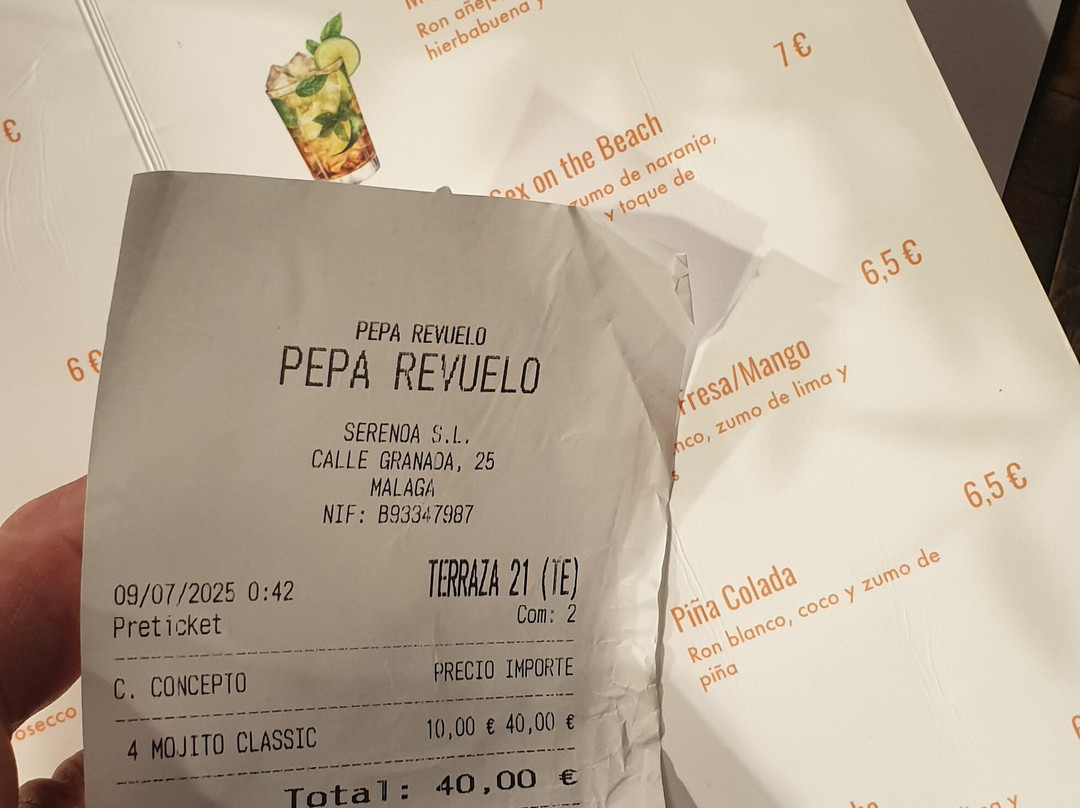 Ron añejo
hierbabuena y
7 €
€
Sex on the Beach
zumo de naranja,
y toque de
6,5 €
6 €
rresa/Mango
nco, zumo de lima y
s
6,5 €
Piña Colada
Ron blanco, coco y zumo de
piña
osecco
PEPA REVUELO
PEPA REVUELO
SERENOA S.L.
CALLE GRANADA, 25
MALAGA
NIF: B93347987
09/07/2025 0:42 TERRAZA 21 (TE)
Preticket Com: 2
C. CONCEPTO PRECIO IMPORTE
4 MOJITO CLASSIC 10,00 € 40,00 €
Total: 40,00 €